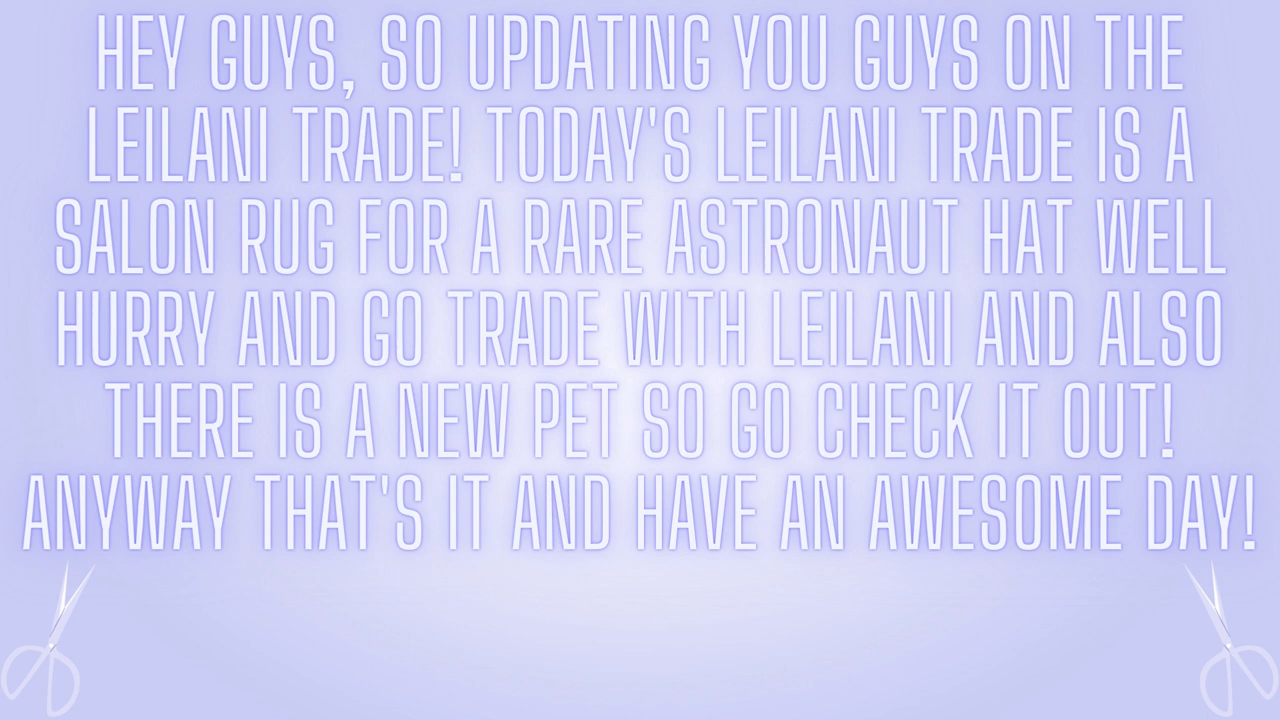 HEY GUYS, SO UPDATING YOU GUYS ON THE
LEILANI TRADE! TODAY'S LEILANI TRADE IS A
SALON RUG FOR A RARE ASTRONAUT HAT WELL
HURRY AND GO TRADE WITH LEILANI AND ALSO
THERE IS A NEW PET SO GO CHECK IT OUT!
ANYWAY THAT'S IT AND HAVE AN AWESOME DAY!